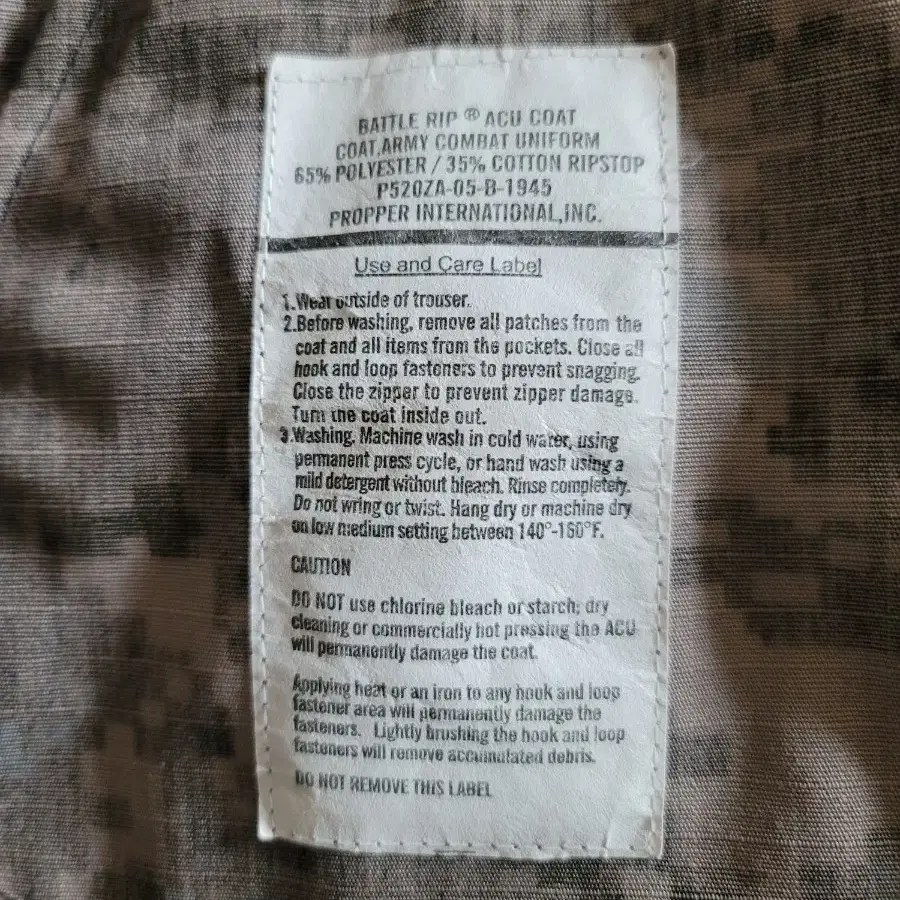 BATTLE RIP ® ACU COAT
COAT,ARMY COMBAT UNIFORM
65% POLYESTER / 35% COTTON RIPSTOP
P520ZA-05-B-1945
PROPPER INTERNATIONAL,INC.
Use and Care Label
1.Wear outside of trouser.
2.Before washing, remove all patches from the
coat and all items from the pockets. Close all
hook and loop fasteners to prevent snagging.
Close the zipper to prevent zipper damage.
Turn the coat inside out.
3.Washing. Machine wash in cold water, using
permanent press cycle, or hand wash using a
mild detergent without bleach. Rinse completely.
Do not wring or twist. Hang dry or machine dry
on low medium setting between 140°-160°F.
CAUTION
DO NOT use chlorine bleach or starch; dry
cleaning or commercially hot pressing the ACU
will permanently damage the coat.
Applying heat or an iron to any hook and loop
fastener area will permanently damage the
fasteners. Lightly brushing the hook and loop
fasteners will remove accumulated debris.
DO NOT REMOVE THIS LABEL